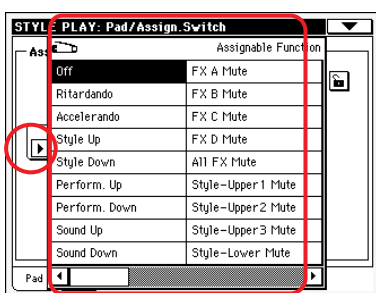 STYLE PLAY: Pad/Assign.Switch
Ass
Assignable Function
Off FX A Mute
Ritardando FX B Mute
Accelerando FX C Mute
Style Up FX D Mute
Style Down All FX Mute
Perform. Up Style-Upper1 Mute
Perform. Down Style-Upper2 Mute
Sound Up Style-Upper3 Mute
Sound Down Style-Lower Mute
Pad